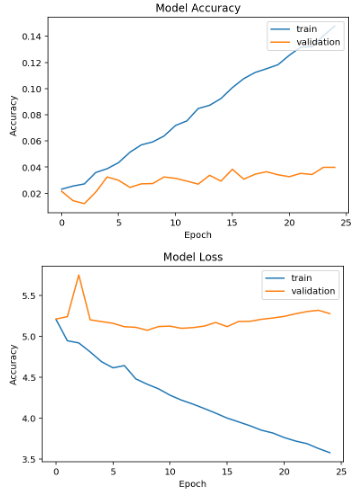 Model Accuracy
train
validation
0.14
0.12
0.10
0.08
0.06
0.04
0.02
Accuracy
0 5 10 15 20 25
Epoch
Model Loss
train
validation
5.5
5.0
4.5
4.0
3.5
Accuracy
0 5 10 15 20 25
Epoch